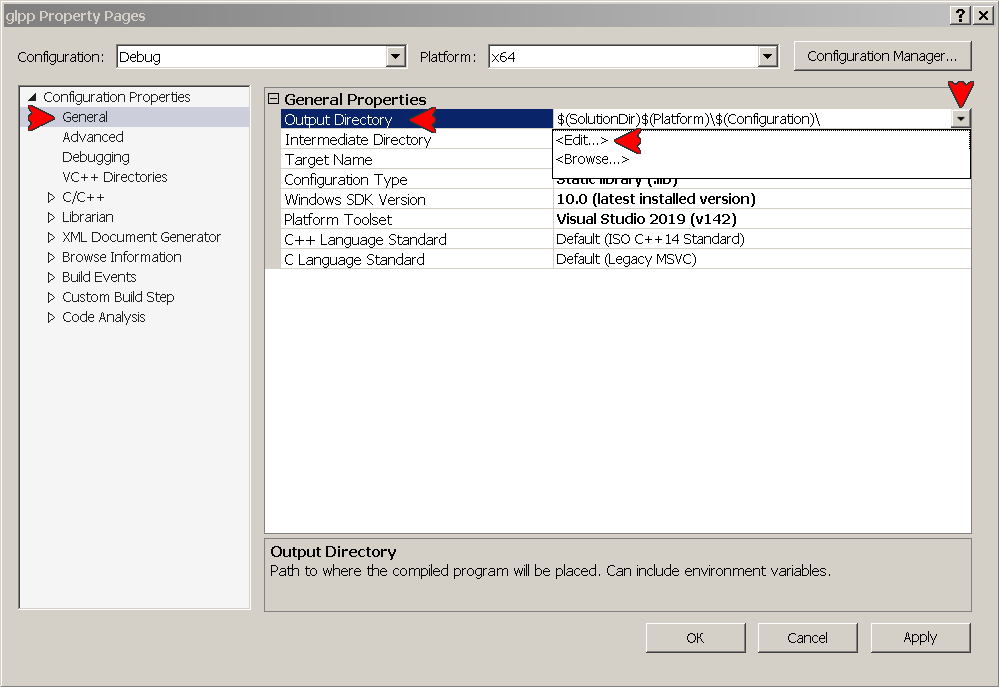 glpp Property Pages
Configuration: Debug Platform: x64 Configuration Manager...
Configuration Properties
General
Advanced
Debugging
VC++ Directories
C/C++
Librarian
XML Document Generator
Browse Information
Build Events
Custom Build Step
Code Analysis
General Properties
Output Directory $(SolutionDir)$(Platform)\$(Configuration)\
<Edit...>
<Browse...>
Intermediate Directory
Target Name
Configuration Type Static library (.lib)
Windows SDK Version 10.0 (latest installed version)
Platform Toolset Visual Studio 2019 (v142)
C++ Language Standard Default (ISO C++14 Standard)
C Language Standard Default (Legacy MSVC)
Output Directory
Path to where the compiled program will be placed. Can include environment variables.
OK Cancel Apply